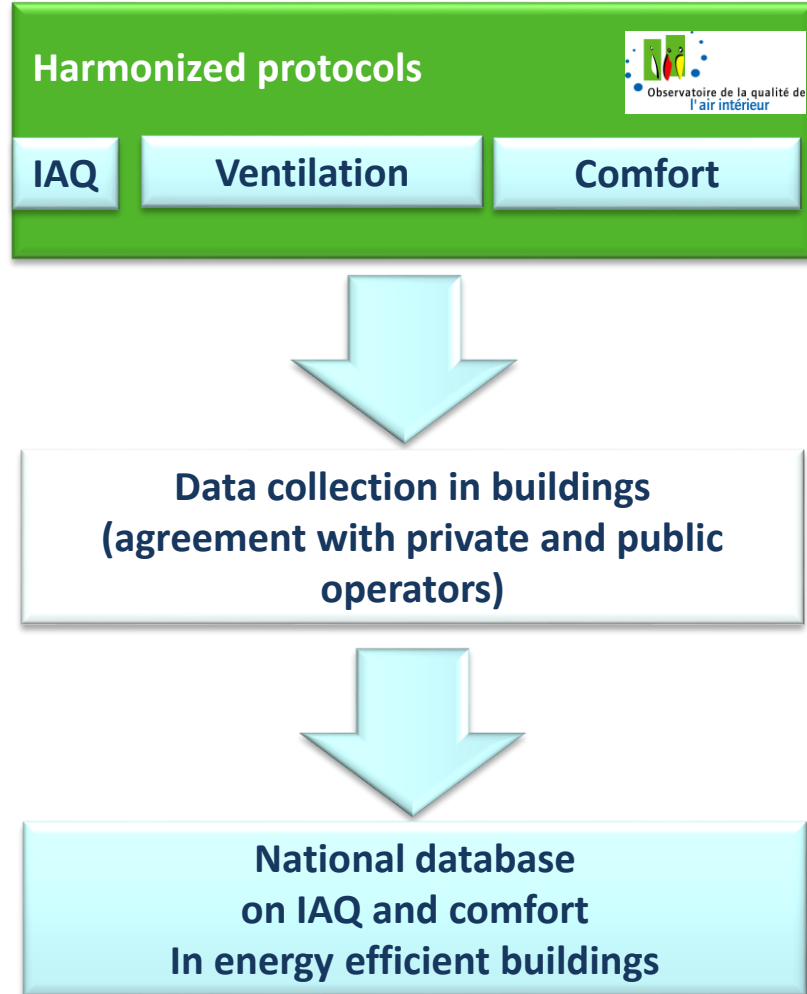 Harmonized protocols
Observatoire de la qualité de
l'air intérieur
IAQ
Ventilation
Comfort
Data collection in buildings
(agreement with private and public
operators)
National database
on IAQ and comfort
In energy efficient buildings